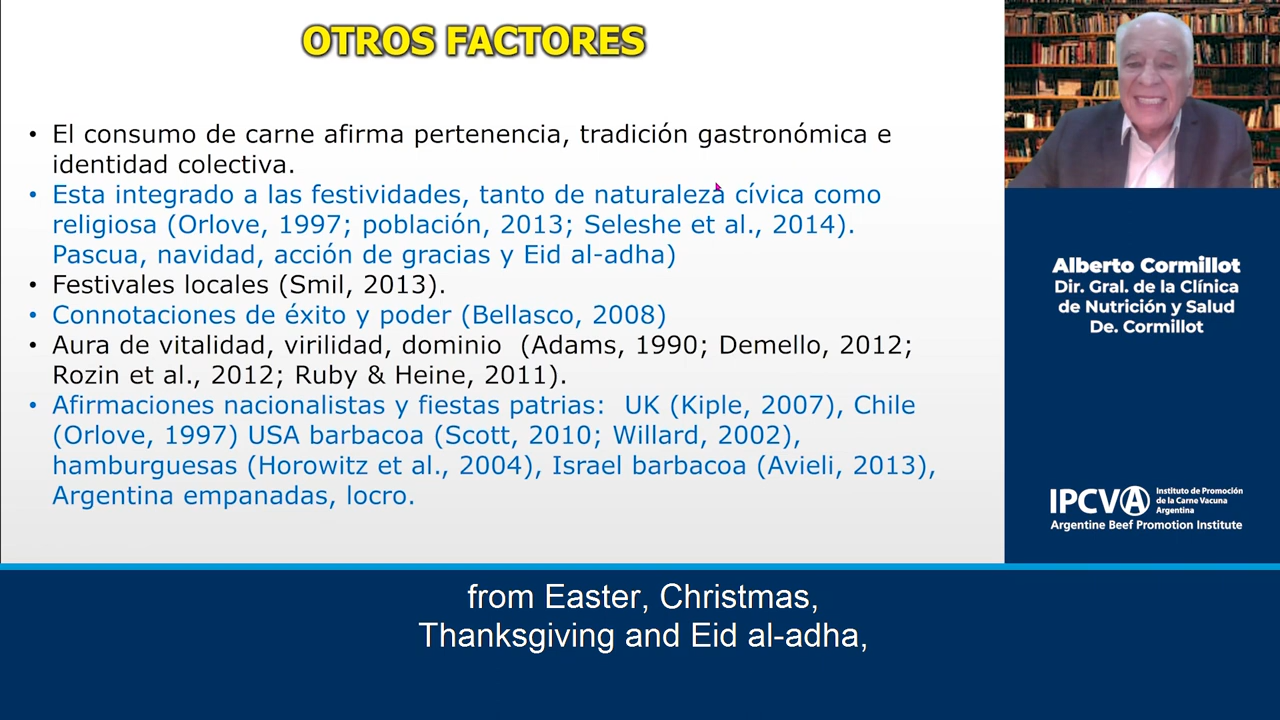 OTROS FACTORES
• El consumo de carne afirma pertenencia, tradición gastronómica e
identidad colectiva.
• Esta integrado a las festividades, tanto de naturaleza cívica como
religiosa (Orlove, 1997; población, 2013; Seleshe et al., 2014).
Pascua, navidad, acción de gracias y Eid al-adha)
• Festivales locales (Smil, 2013).
• Connotaciones de éxito y poder (Bellasco, 2008)
• Aura de vitalidad, virilidad, dominio (Adams, 1990; Demello, 2012;
Rozin et al., 2012; Ruby & Heine, 2011).
• Afirmaciones nacionalistas y fiestas patrias: UK (Kiple, 2007), Chile
(Orlove, 1997) USA barbacoa (Scott, 2010; Willard, 2002),
hamburguesas (Horowitz et al., 2004), Israel barbacoa (Avieli, 2013),
Argentina empanadas, locro.
Alberto Cormillot
Dir. Gral. de la Clínica
de Nutrición y Salud
De. Cormillot
IPCVA
Instituto de Promoción
de la Carne Vacuna
Argentina
Argentine Beef Promotion Institute
from Easter, Christmas,
Thanksgiving and Eid al-adha,